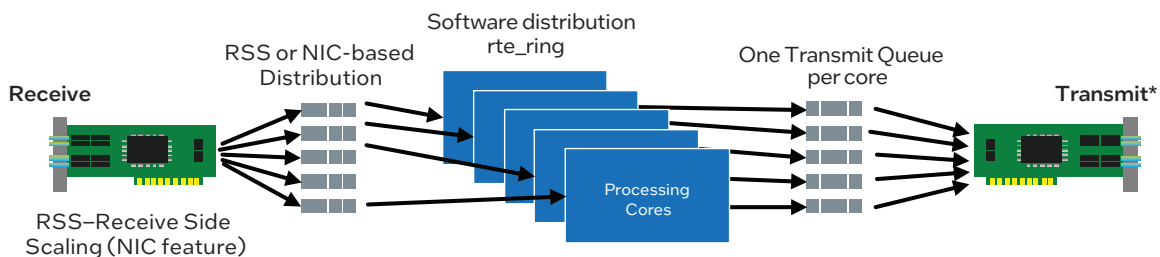 Software distribution
rte_ring
RSS or NIC-based
Distribution
One Transmit Queue
per core
Receive
Transmit*
Processing
Cores
RSS–Receive Side
Scaling (NIC feature)